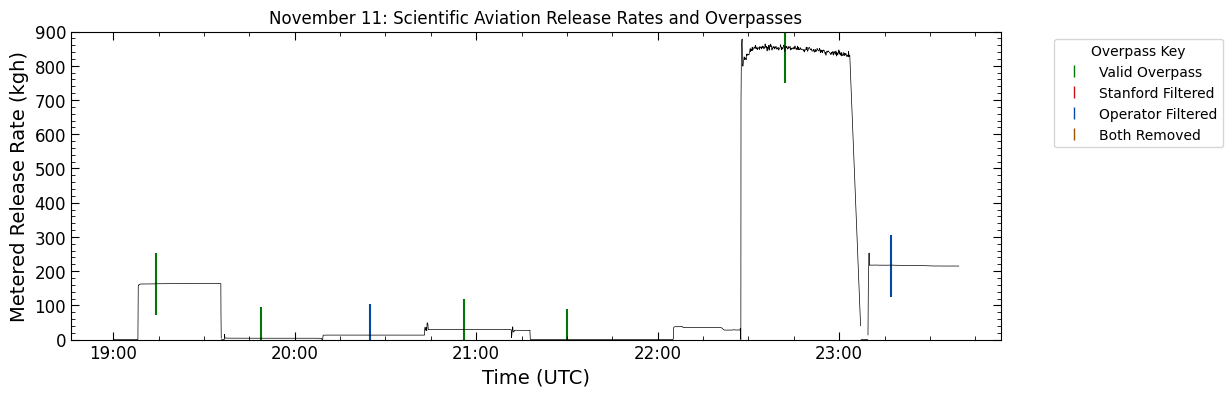 November 11: Scientific Aviation Release Rates and Overpasses
Metered Release Rate (kgh)
900
800
700
600
500
400
300
200
100
0
19:00
20:00
21:00
22:00
23:00
Time (UTC)
Overpass Key
Valid Overpass
Stanford Filtered
Operator Filtered
Both Removed